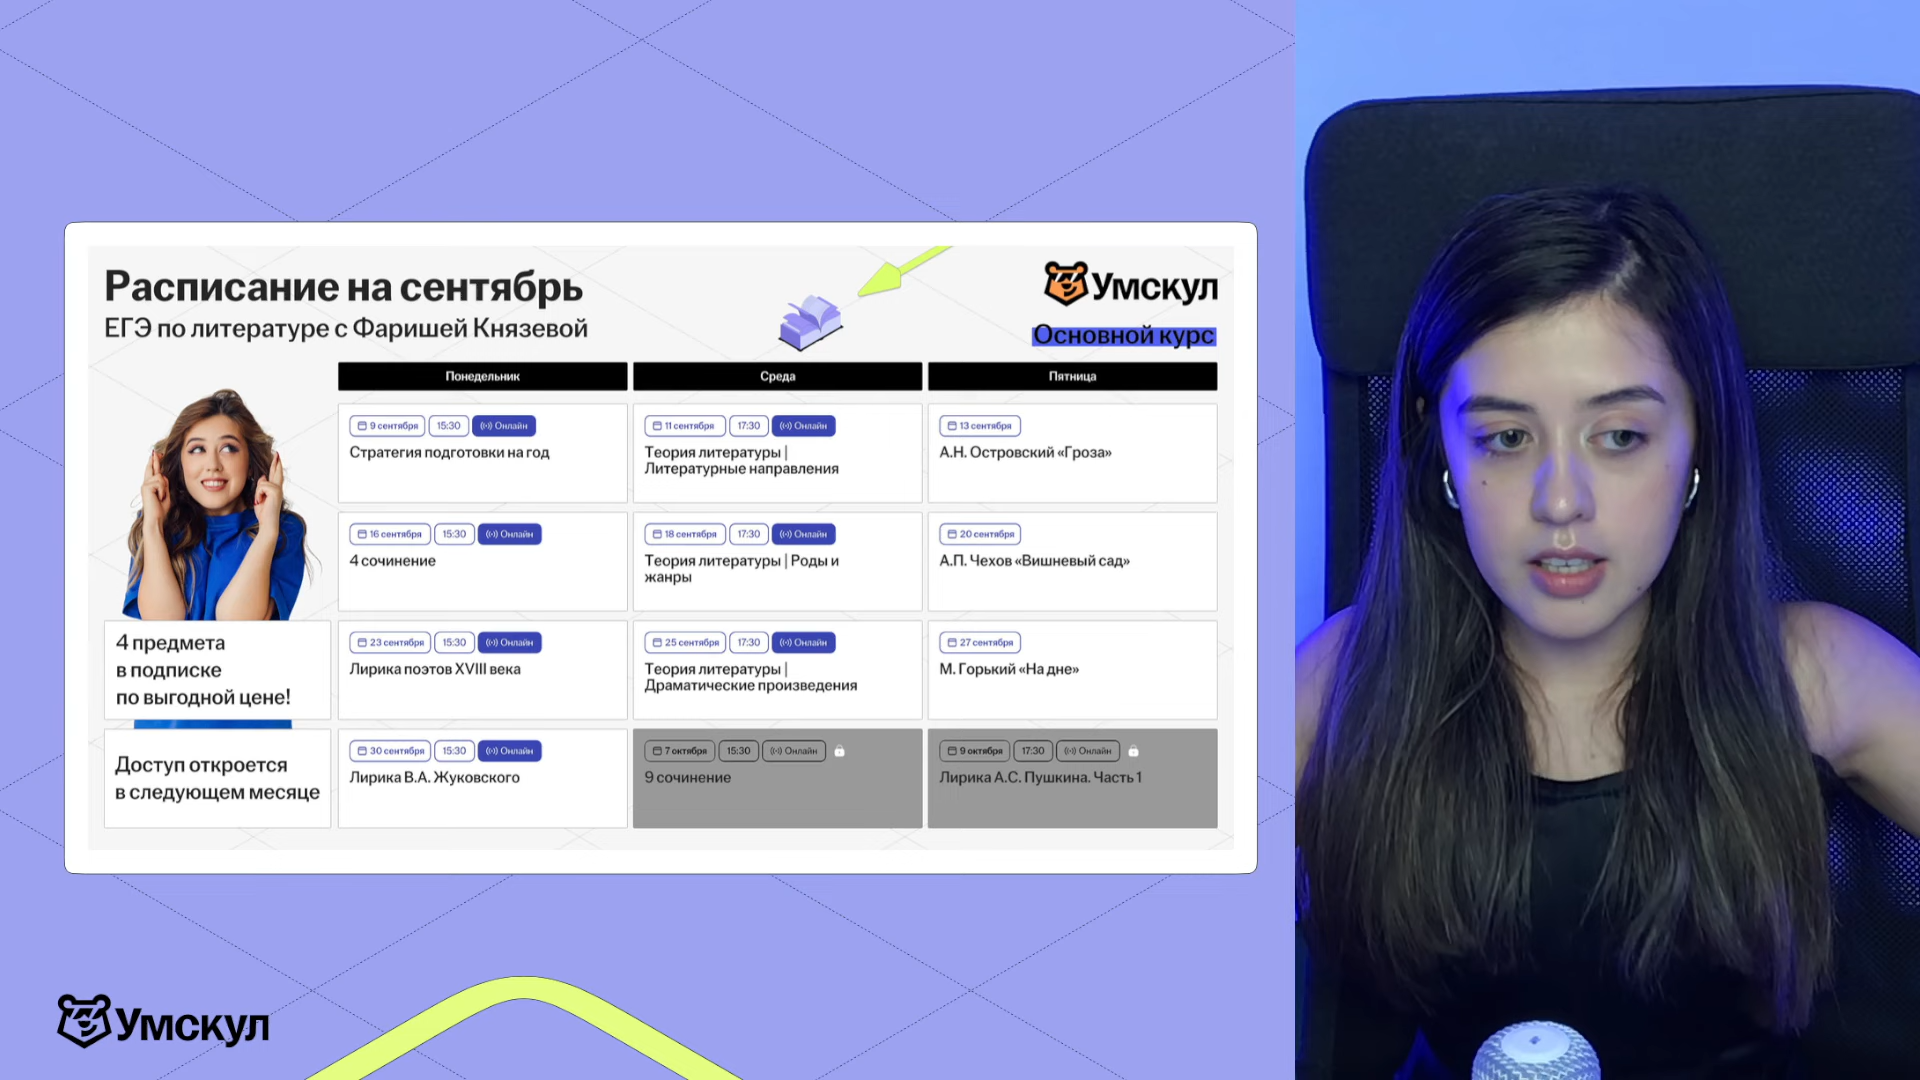 Расписание на сентябрь
ЕГЭ по литературе с Фаришей Князевой
Умскул
Основной курс
Понедельник
Среда
Пятница
9 сентября 15:30 Онлайн
Стратегия подготовки на год
11 сентября 17:30 Онлайн
Теория литературы |
Литературные направления
13 сентября
А.Н. Островский «Гроза»
16 сентября 15:30 Онлайн
4 сочинение
18 сентября 17:30 Онлайн
Теория литературы | Роды и
жанры
20 сентября
А.П. Чехов «Вишневый сад»
4 предмета
в подписке
по выгодной цене!
23 сентября 15:30 Онлайн
Лирика поэтов XVIII века
25 сентября 17:30 Онлайн
Теория литературы |
Драматические произведения
27 сентября
М. Горький «На дне»
Доступ откроется
в следующем месяце
30 сентября 15:30 Онлайн
Лирика В.А. Жуковского
7 октября 15:30 Онлайн
9 сочинение
9 октября 17:30 Онлайн
Лирика А.С. Пушкина. Часть 1
Умскул